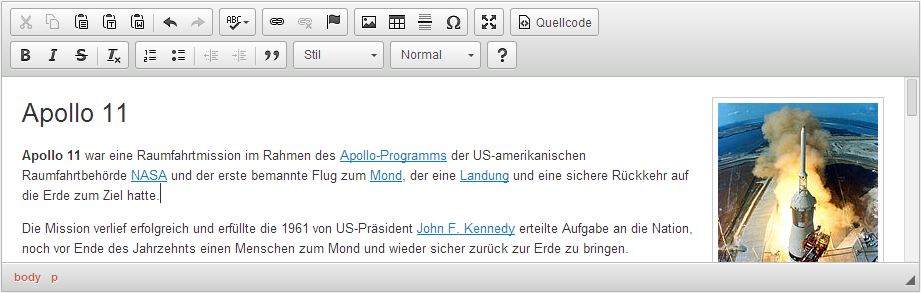 ABC Ω Quellcode
B I S Tx Stil Normal ?
Apollo 11
Apollo 11 war eine Raumfahrtmission im Rahmen des Apollo-Programms der US-amerikanischen
Raumfahrtbehörde NASA und der erste bemannte Flug zum Mond, der eine Landung und eine sichere Rückkehr auf
die Erde zum Ziel hatte.
Die Mission verlief erfolgreich und erfüllte die 1961 von US-Präsident John F. Kennedy erteilte Aufgabe an die Nation,
noch vor Ende des Jahrzehnts einen Menschen zum Mond und wieder sicher zurück zur Erde zu bringen.
body p